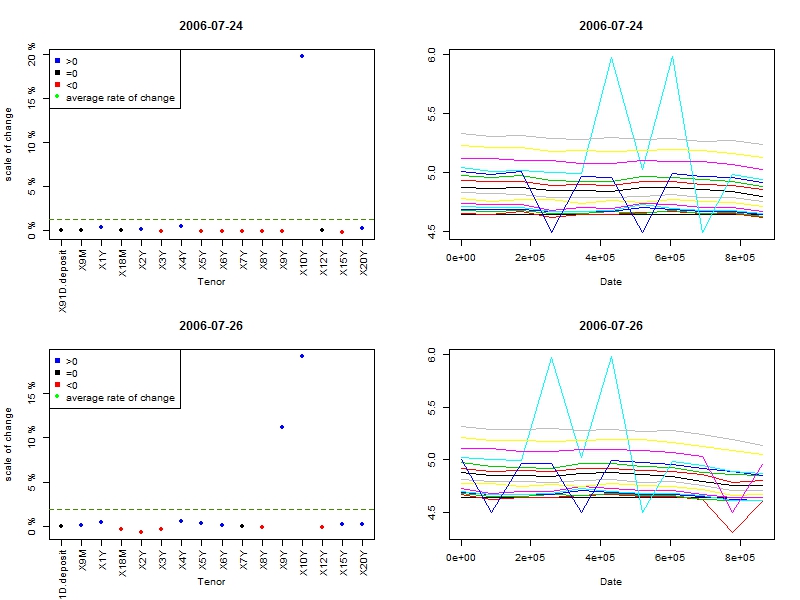 2006-07-24
scale of change
0 %
5 %
10 %
15 %
20 %
>0
=0
<0
average rate of change
X91D.deposit
X9M
X1Y
X18M
X2Y
X3Y
X4Y
X5Y
X6Y
X7Y
X8Y
X9Y
X10Y
X12Y
X15Y
X20Y
Tenor
2006-07-24
4.5
5.0
5.5
6.0
0e+00
2e+05
4e+05
6e+05
8e+05
Date
2006-07-26
scale of change
0 %
5 %
10 %
15 %
>0
=0
<0
average rate of change
1D.deposit
X9M
X1Y
X18M
X2Y
X3Y
X4Y
X5Y
X6Y
X7Y
X8Y
X9Y
X10Y
X12Y
X15Y
X20Y
Tenor
2006-07-26
4.5
5.0
5.5
6.0
0e+00
2e+05
4e+05
6e+05
8e+05
Date